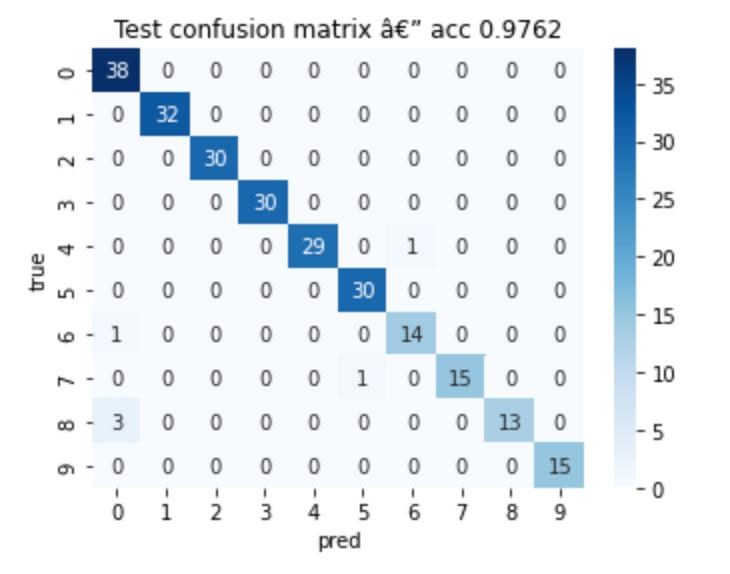 Test confusion matrix â€” acc 0.9762
0 38 0 0 0 0 0 0 0 0 0
1 0 32 0 0 0 0 0 0 0 0
2 0 0 30 0 0 0 0 0 0 0
3 0 0 0 30 0 0 0 0 0 0
4 0 0 0 0 29 0 1 0 0 0
5 0 0 0 0 0 30 0 0 0 0
6 1 0 0 0 0 0 14 0 0 0
7 0 0 0 0 0 1 0 15 0 0
8 3 0 0 0 0 0 0 0 13 0
9 0 0 0 0 0 0 0 0 0 15
0 1 2 3 4 5 6 7 8 9
pred
true
35
30
25
20
15
10
5
0